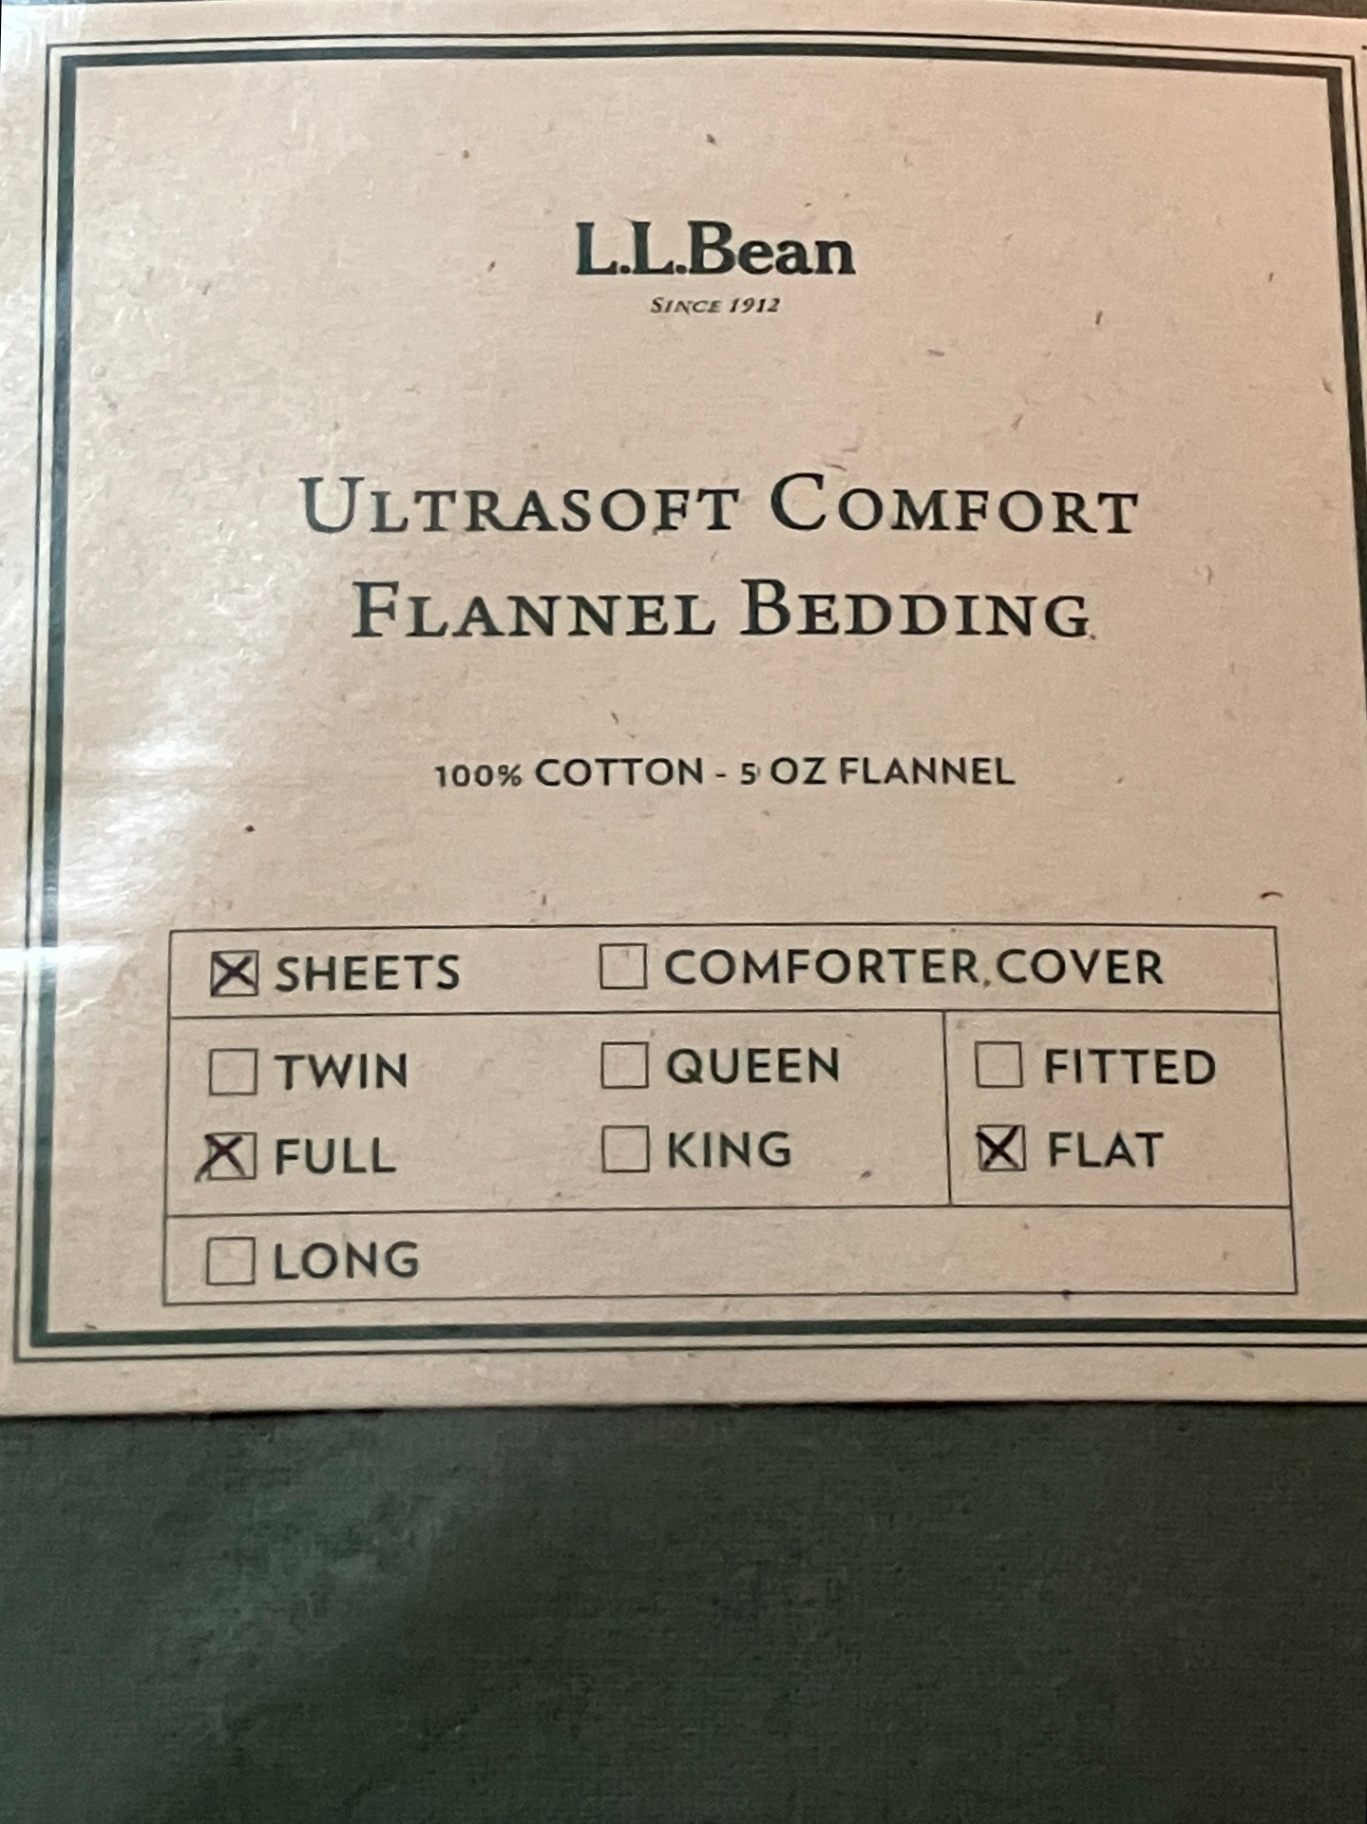 L.L.Bean
SINCE 1912
ULTRASOFT COMFORT
FLANNEL BEDDING
100% COTTON - 5 OZ FLANNEL
SHEETS COMFORTER COVER
TWIN QUEEN FITTED
FULL KING FLAT
LONG